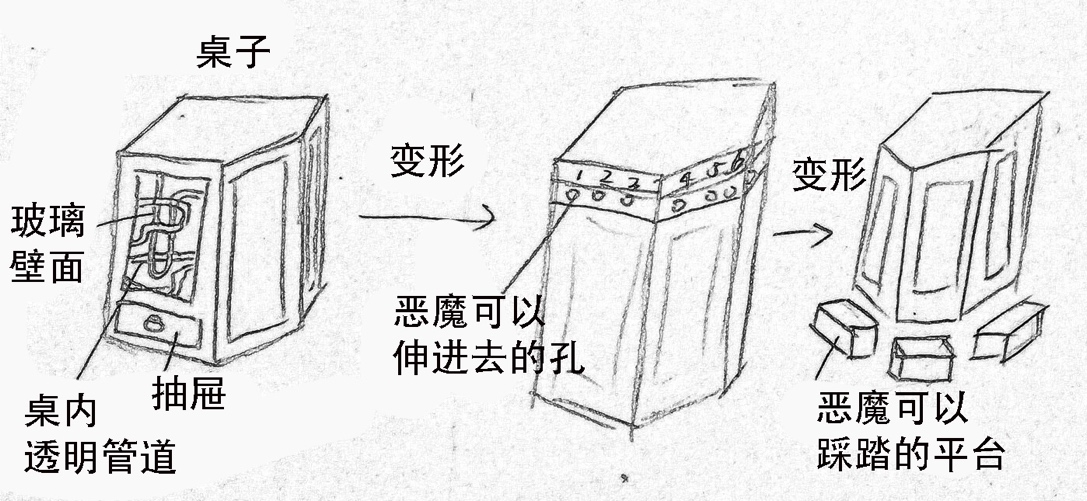 桌子
变形
变形
玻璃
壁面
1 2 3 4 5 6
恶魔可以
伸进去的孔
抽屉
桌内
透明管道
恶魔可以
踩踏的平台